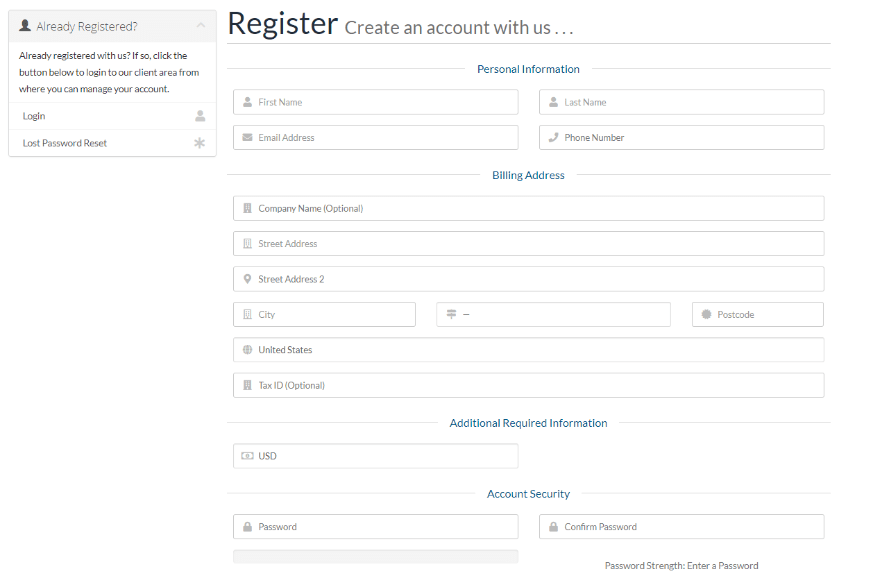 Already Registered?
Already registered with us? If so, click the
button below to login to our client area from
where you can manage your account.
Login
Lost Password Reset
Register Create an account with us . . .
Personal Information
First Name
Last Name
Email Address
Phone Number
Billing Address
Company Name (Optional)
Street Address
Street Address 2
City
—
Postcode
United States
Tax ID (Optional)
Additional Required Information
USD
Account Security
Password
Confirm Password
Password Strength: Enter a Password